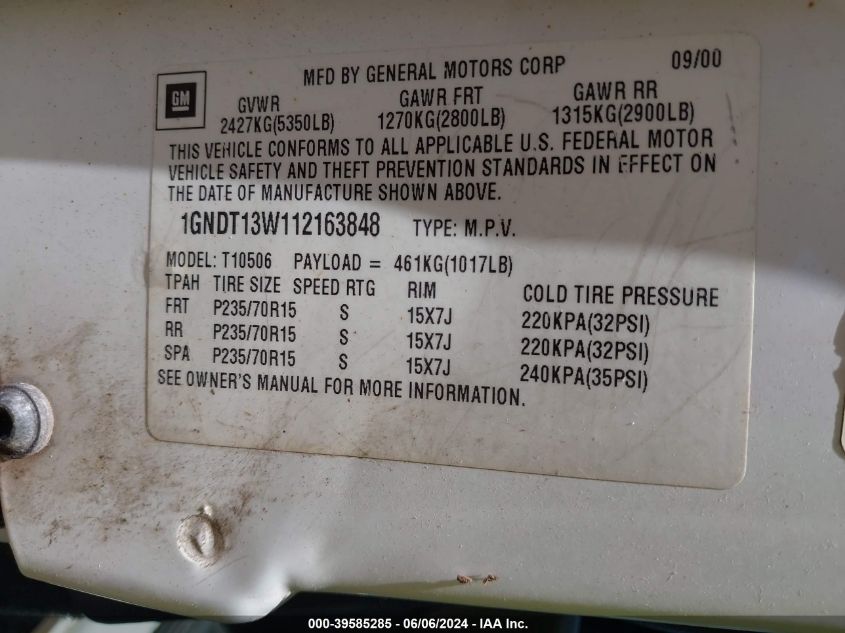 GM
MFD BY GENERAL MOTORS CORP 09/00
GVWR GAWR FRT GAWR RR
2427KG(5350LB) 1270KG(2800LB) 1315KG(2900LB)
THIS VEHICLE CONFORMS TO ALL APPLICABLE U.S. FEDERAL MOTOR
VEHICLE SAFETY AND THEFT PREVENTION STANDARDS IN EFFECT ON
THE DATE OF MANUFACTURE SHOWN ABOVE.
1GNDT13W112163848 TYPE: M.P.V.
MODEL: T10506 PAYLOAD = 461KG(1017LB)
TPAH TIRE SIZE SPEED RTG RIM COLD TIRE PRESSURE
FRT P235/70R15 S 15X7J 220KPA(32PSI)
RR P235/70R15 S 15X7J 220KPA(32PSI)
SPA P235/70R15 S 15X7J 240KPA(35PSI)
SEE OWNER'S MANUAL FOR MORE INFORMATION.
000-39585285 - 06/06/2024 - IAA Inc.